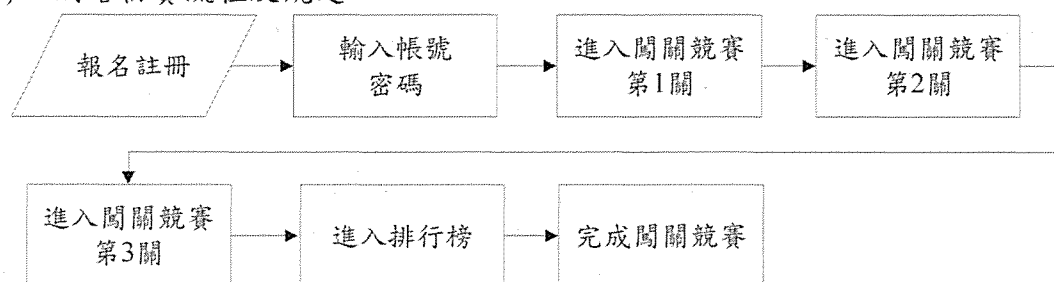 報名註冊
輸入帳號
密碼
進入闖關競賽
第1關
進入闖關競賽
第2關
進入闖關競賽
第3關
進入排行榜
完成闖關競賽